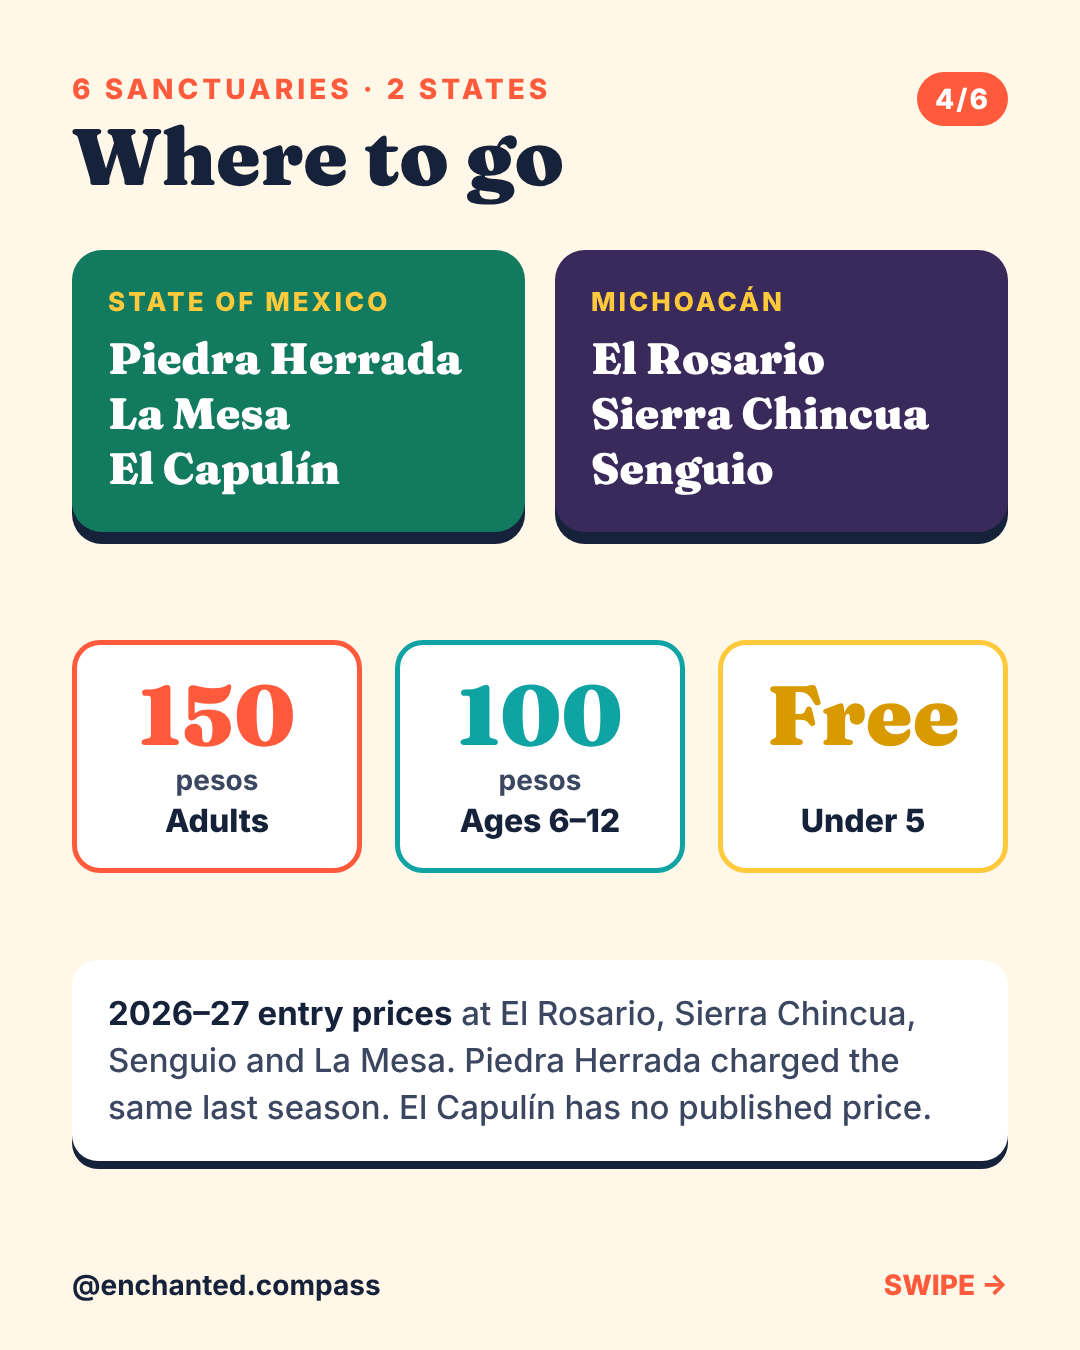 6 SANCTUARIES · 2 STATES
4/6
Where to go
STATE OF MEXICO
Piedra Herrada
La Mesa
El Capulín
MICHOACÁN
El Rosario
Sierra Chincua
Senguio
150
pesos
Adults
100
pesos
Ages 6–12
Free
Under 5
2026–27 entry prices at El Rosario, Sierra Chincua,
Senguio and La Mesa. Piedra Herrada charged the
same last season. El Capulín has no published price.
@enchanted.compass
SWIPE →